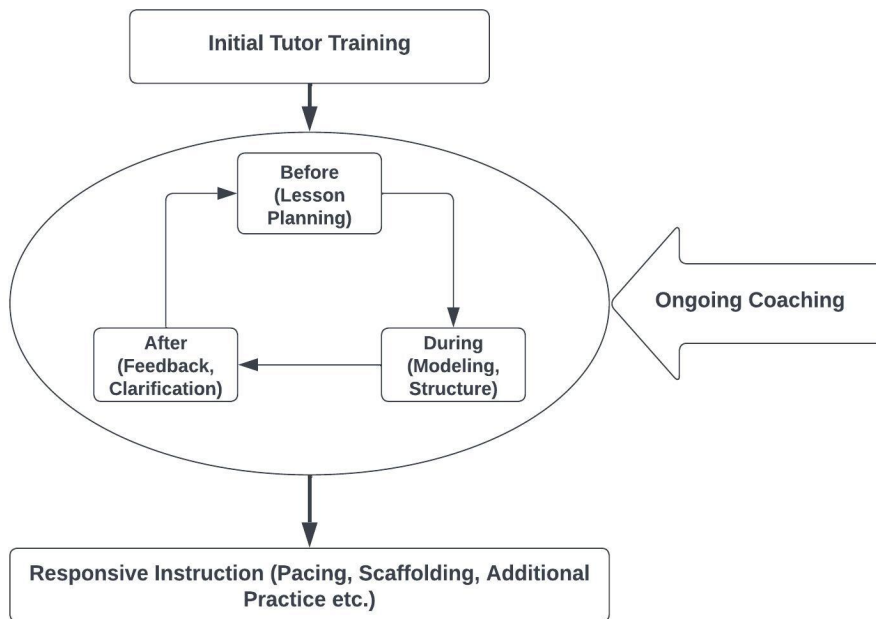 Initial Tutor Training
Before
(Lesson
Planning)
After
(Feedback,
Clarification)
During
(Modeling,
Structure)
Ongoing Coaching
Responsive Instruction (Pacing, Scaffolding, Additional
Practice etc.)